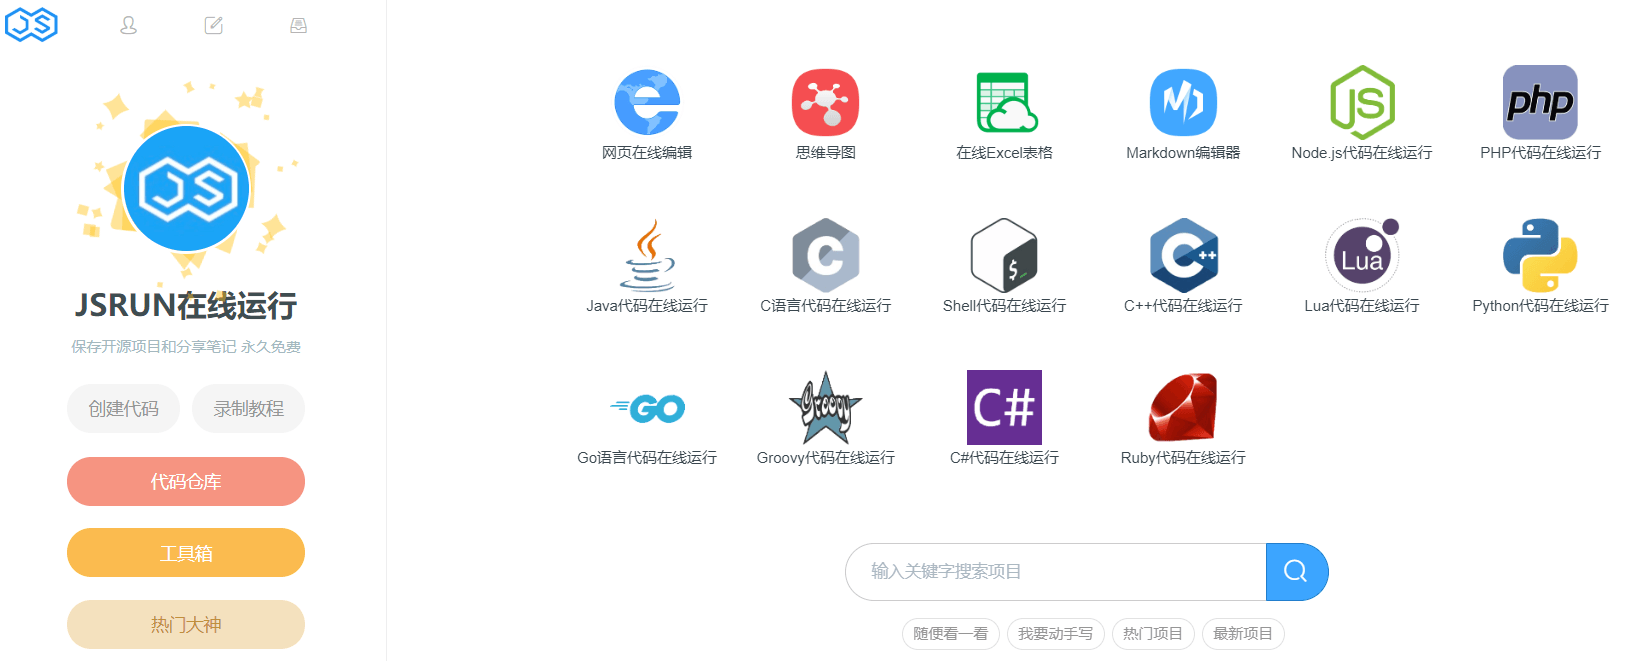 JS
JS
JSRUN在线运行
保存开源项目和分享笔记 永久免费
创建代码
录制教程
代码仓库
工具箱
热门大神
网页在线编辑
思维导图
在线Excel表格
Markdown编辑器
JS
Node.js代码在线运行
php
PHP代码在线运行
Java代码在线运行
C
C语言代码在线运行
$_
Shell代码在线运行
C++
C++代码在线运行
Lua
Lua代码在线运行
Python代码在线运行
GO
Go语言代码在线运行
Groovy
Groovy代码在线运行
C#
C#代码在线运行
Ruby代码在线运行
输入关键字搜索项目
随便看一看
我要动手写
热门项目
最新项目